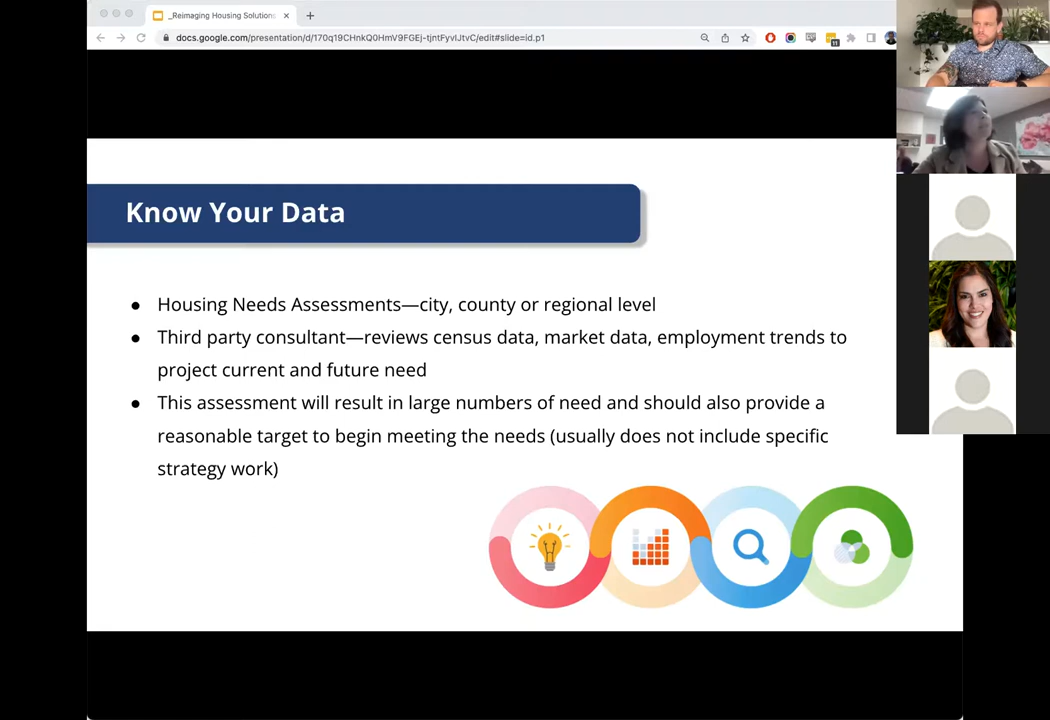 _Reimaging Housing Solutions
docs.google.com/presentation/d/170q19CHnkQ0HmV9FGEj-tjntFyvIJtvC/edit#slide=id.p1
11
Know Your Data
● Housing Needs Assessments—city, county or regional level
● Third party consultant—reviews census data, market data, employment trends to
project current and future need
● This assessment will result in large numbers of need and should also provide a
reasonable target to begin meeting the needs (usually does not include specific
strategy work)